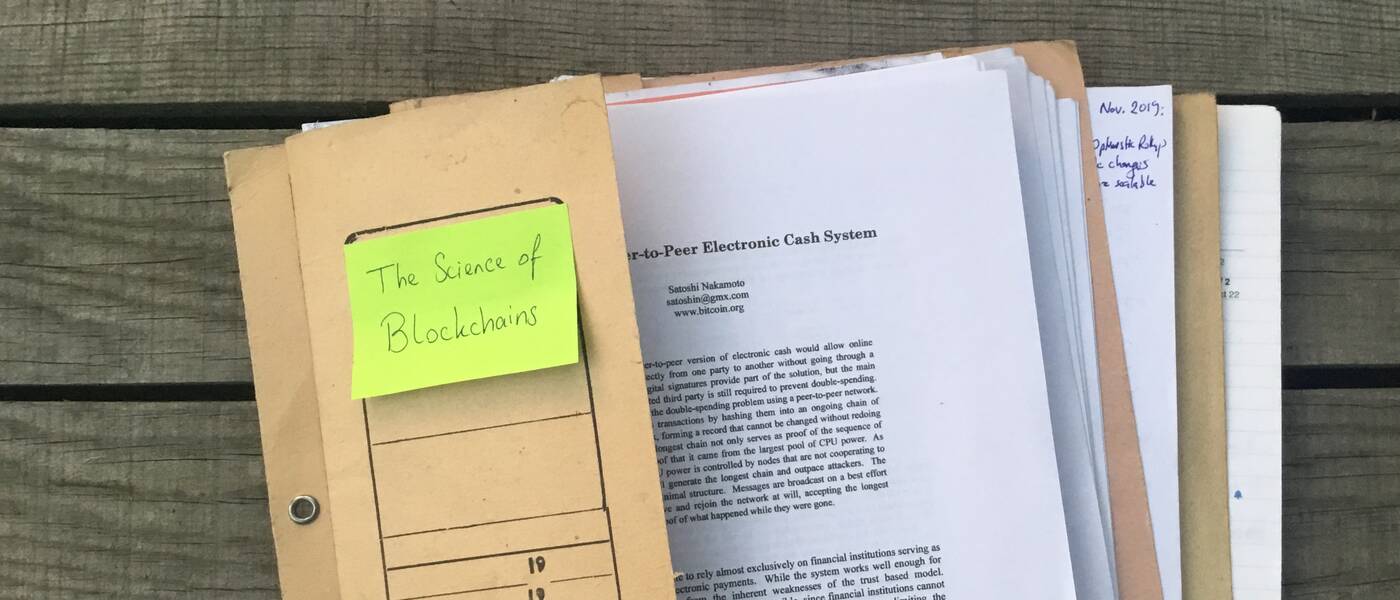 The Science of
Blockchains
19
19
er-to-Peer Electronic Cash System
Satoshi Nakamoto
satoshin@gmx.com
www.bitcoin.org
er-to-peer version of electronic cash would allow online
ectly from one party to another without going through a
gital signatures provide part of the solution, but the main
ted third party is still required to prevent double-spending.
the double-spending problem using a peer-to-peer network.
transactions by hashing them into an ongoing chain of
, forming a record that cannot be changed without redoing
longest chain not only serves as proof of the sequence of
of that it came from the largest pool of CPU power. As
power is controlled by nodes that are not cooperating to
generate the longest chain and outpace attackers. The
nimal structure. Messages are broadcast on a best effort
ve and rejoin the network at will, accepting the longest
oof of what happened while they were gone.
to rely almost exclusively on financial institutions serving as
ectronic payments. While the system works well enough for
from the inherent weaknesses of the trust based model.
since financial institutions cannot
the
Nov. 2019:
changes
scalable
2
22